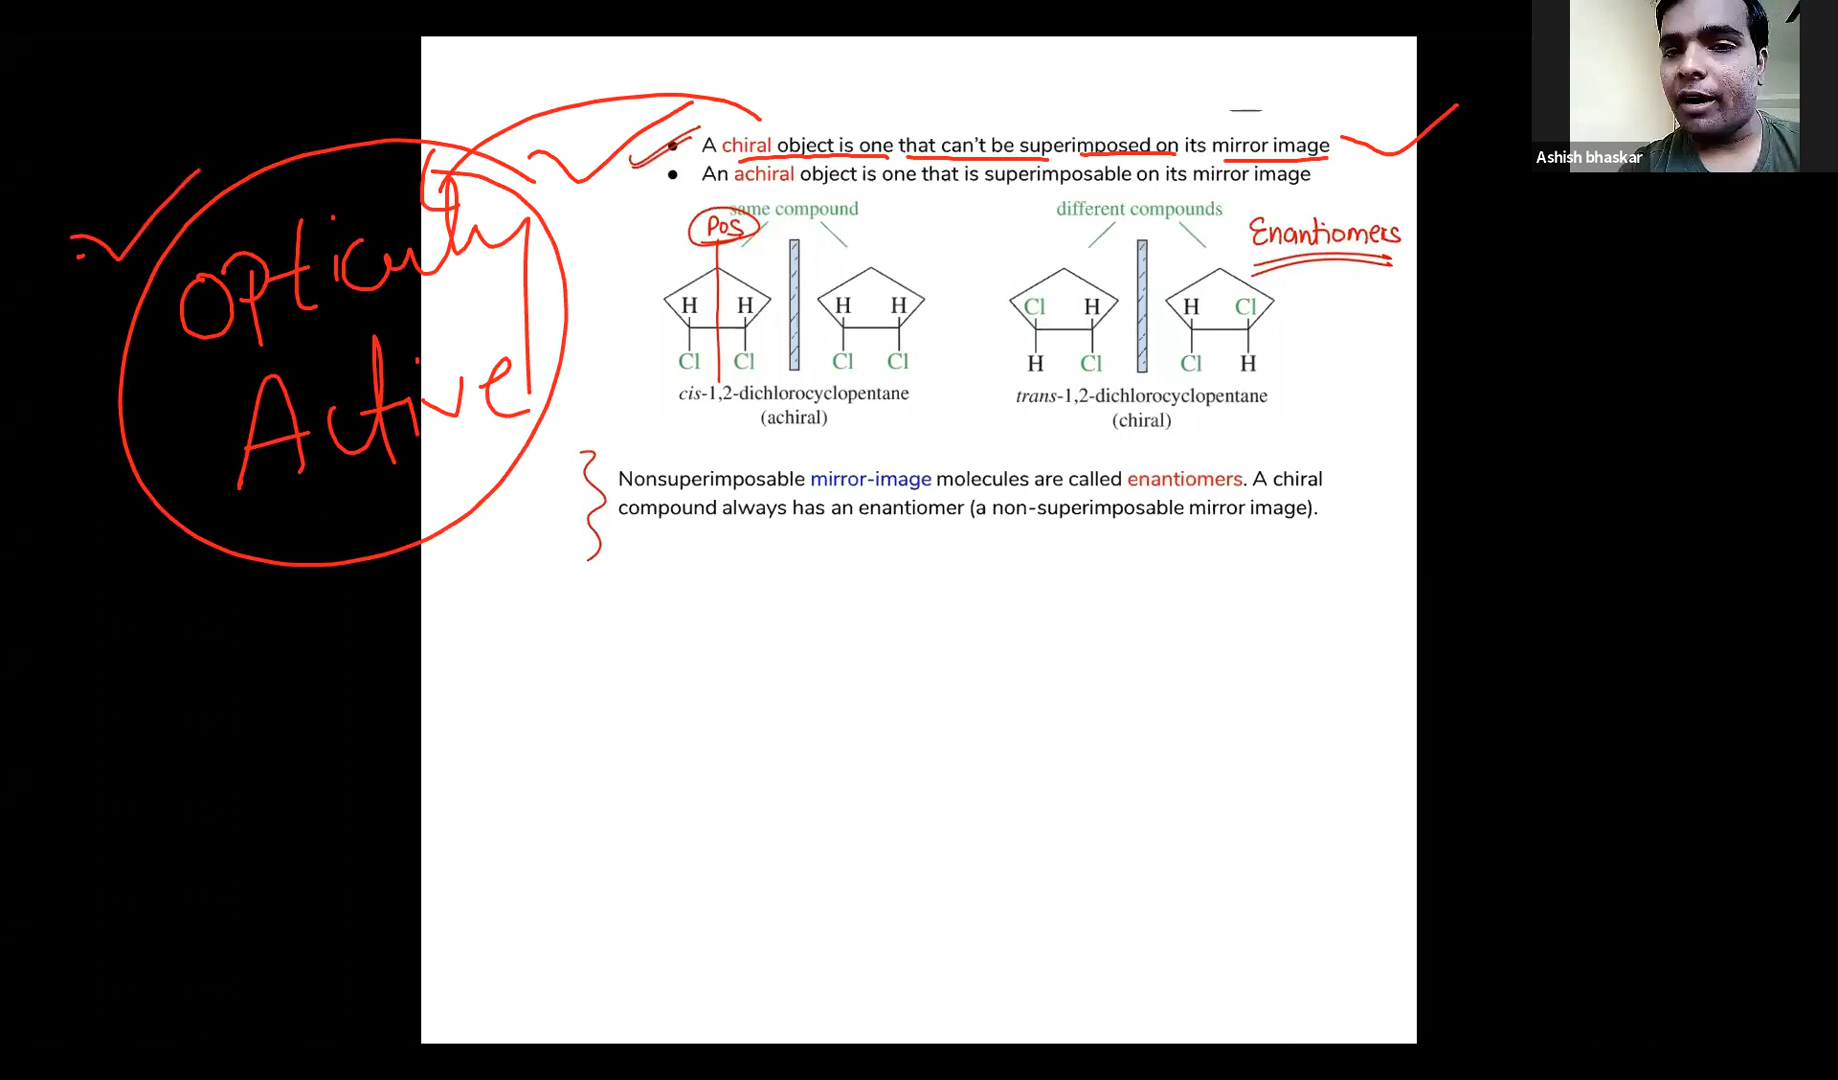 Ashish bhaskar
A chiral object is one that can't be superimposed on its mirror image
An achiral object is one that is superimposable on its mirror image
same compound
different compounds
POS
Enantiomers
Optically
Active
H H H H
Cl Cl Cl Cl
Cl H H Cl
H Cl Cl H
cis-1,2-dichlorocyclopentane
(achiral)
trans-1,2-dichlorocyclopentane
(chiral)
Nonsuperimposable mirror-image molecules are called enantiomers. A chiral
compound always has an enantiomer (a non-superimposable mirror image).